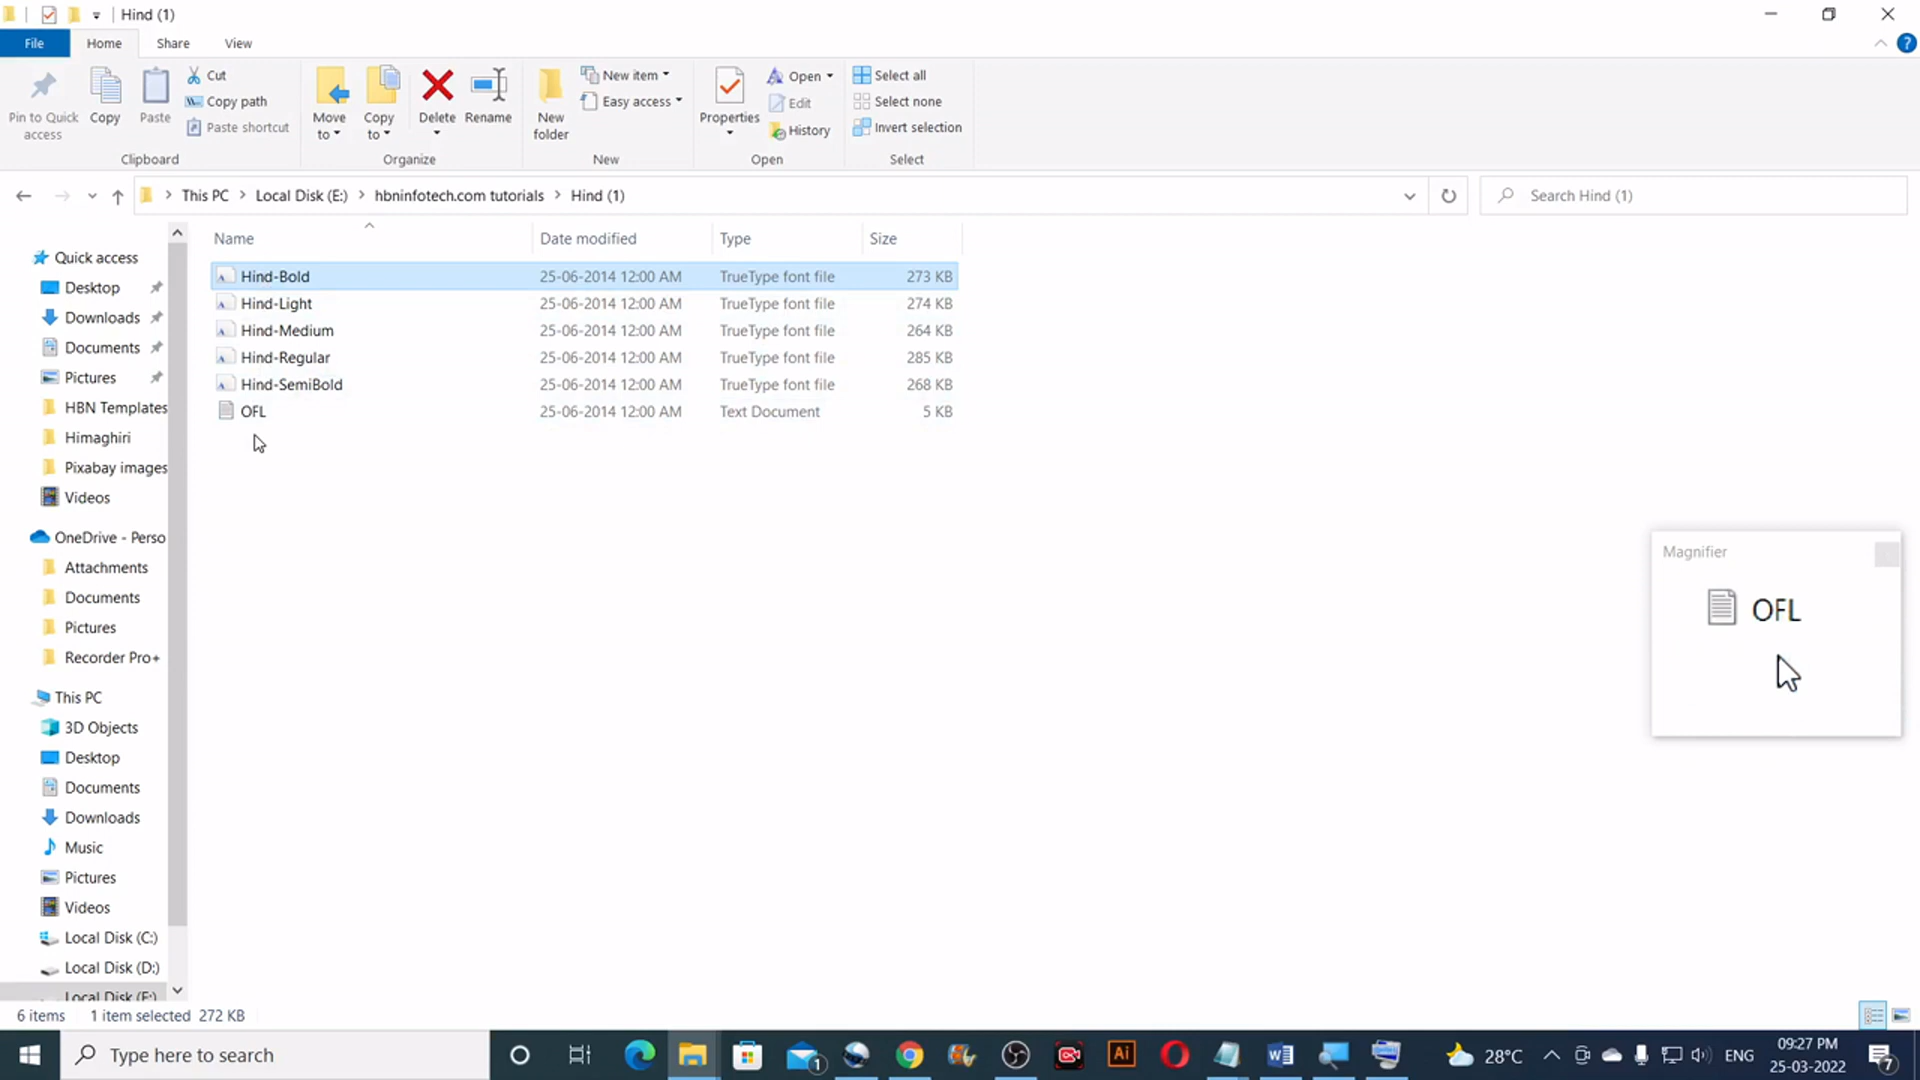 Hind (1)
File Home Share View
Pin to Quick access
Copy
Paste
Cut
Copy path
Paste shortcut
Clipboard
Move to
Copy to
Delete
Rename
Organize
New folder
New item
Easy access
New
Properties
Open
Edit
History
Open
Select all
Select none
Invert selection
Select
This PC > Local Disk (E:) > hbninfotech.com tutorials > Hind (1)
Search Hind (1)
Name Date modified Type Size
Hind-Bold 25-06-2014 12:00 AM TrueType font file 273 KB
Hind-Light 25-06-2014 12:00 AM TrueType font file 274 KB
Hind-Medium 25-06-2014 12:00 AM TrueType font file 264 KB
Hind-Regular 25-06-2014 12:00 AM TrueType font file 285 KB
Hind-SemiBold 25-06-2014 12:00 AM TrueType font file 268 KB
OFL 25-06-2014 12:00 AM Text Document 5 KB
Quick access
Desktop
Downloads
Documents
Pictures
HBN Templates
Himaghiri
Pixabay images
Videos
OneDrive - Perso
Attachments
Documents
Pictures
Recorder Pro+
This PC
3D Objects
Desktop
Documents
Downloads
Music
Pictures
Videos
Local Disk (C:)
Local Disk (D:)
Local Disk (E:)
Magnifier
OFL
6 items 1 item selected 272 KB
Type here to search
1
Ai
28°C
ENG
09:27 PM
25-03-2022
7